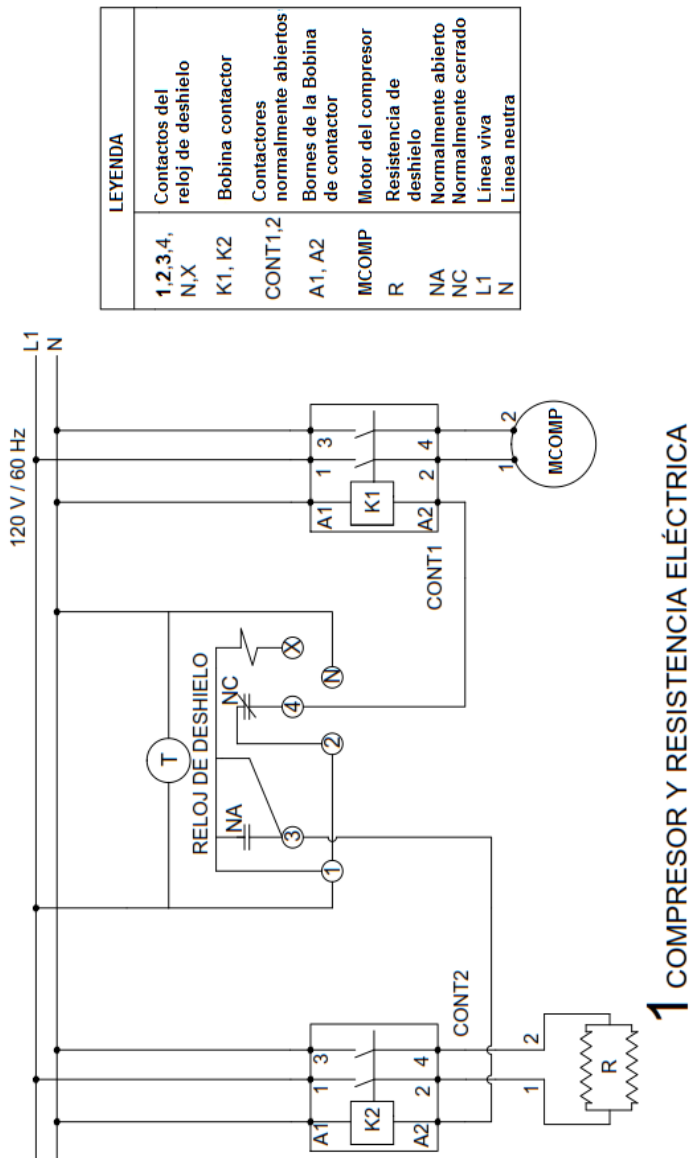 120 V / 60 Hz
L1
N
T
RELOJ DE DESHIELO
NA
NC
1
3
2
4
N
X
A1
1
3
K2
A2
2
4
CONT2
1
2
R
A1
1
3
K1
A2
2
4
CONT1
1
2
MCOMP
1 COMPRESOR Y RESISTENCIA ELÉCTRICA
LEYENDA
1,2,3,4, Contactos del
N,X reloj de deshielo
K1, K2 Bobina contactor
Contactores
CONT1,2 normalmente abiertos
A1, A2 Bornes de la Bobina
de contactor
MCOMP Motor del compresor
R Resistencia de
deshielo
NA Normalmente abierto
NC Normalmente cerrado
L1 Línea viva
N Línea neutra